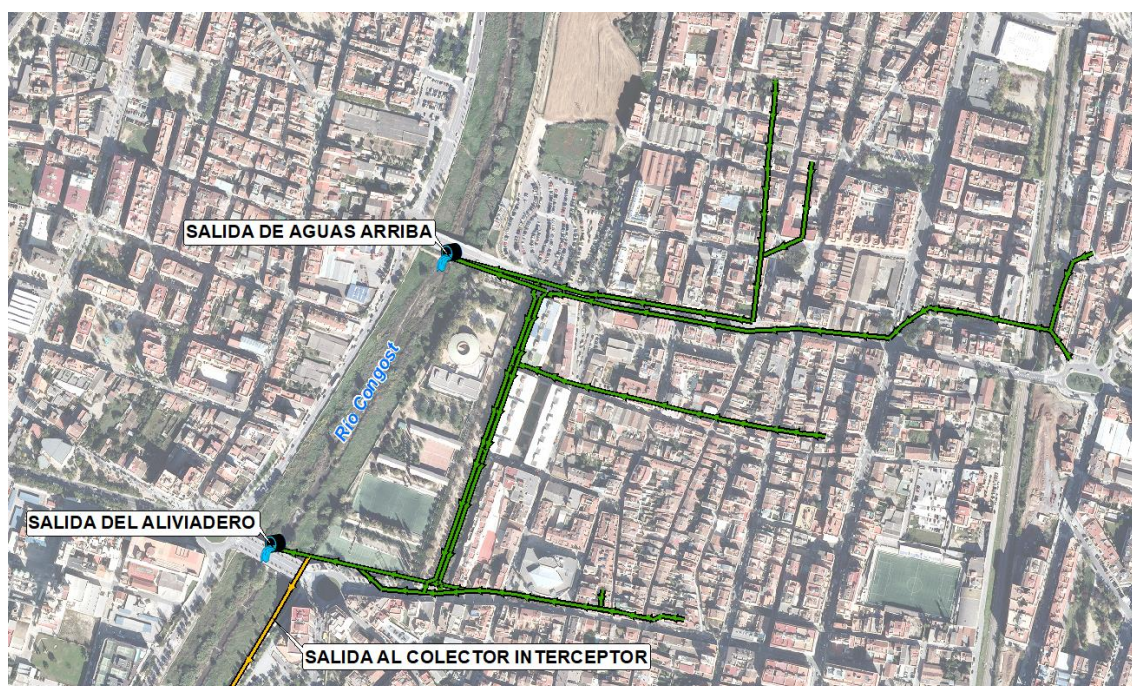 SALIDA DE AGUAS ARRIBA
Río Congost
SALIDA DEL ALIVIADERO
SALIDA AL COLECTOR INTERCEPTOR